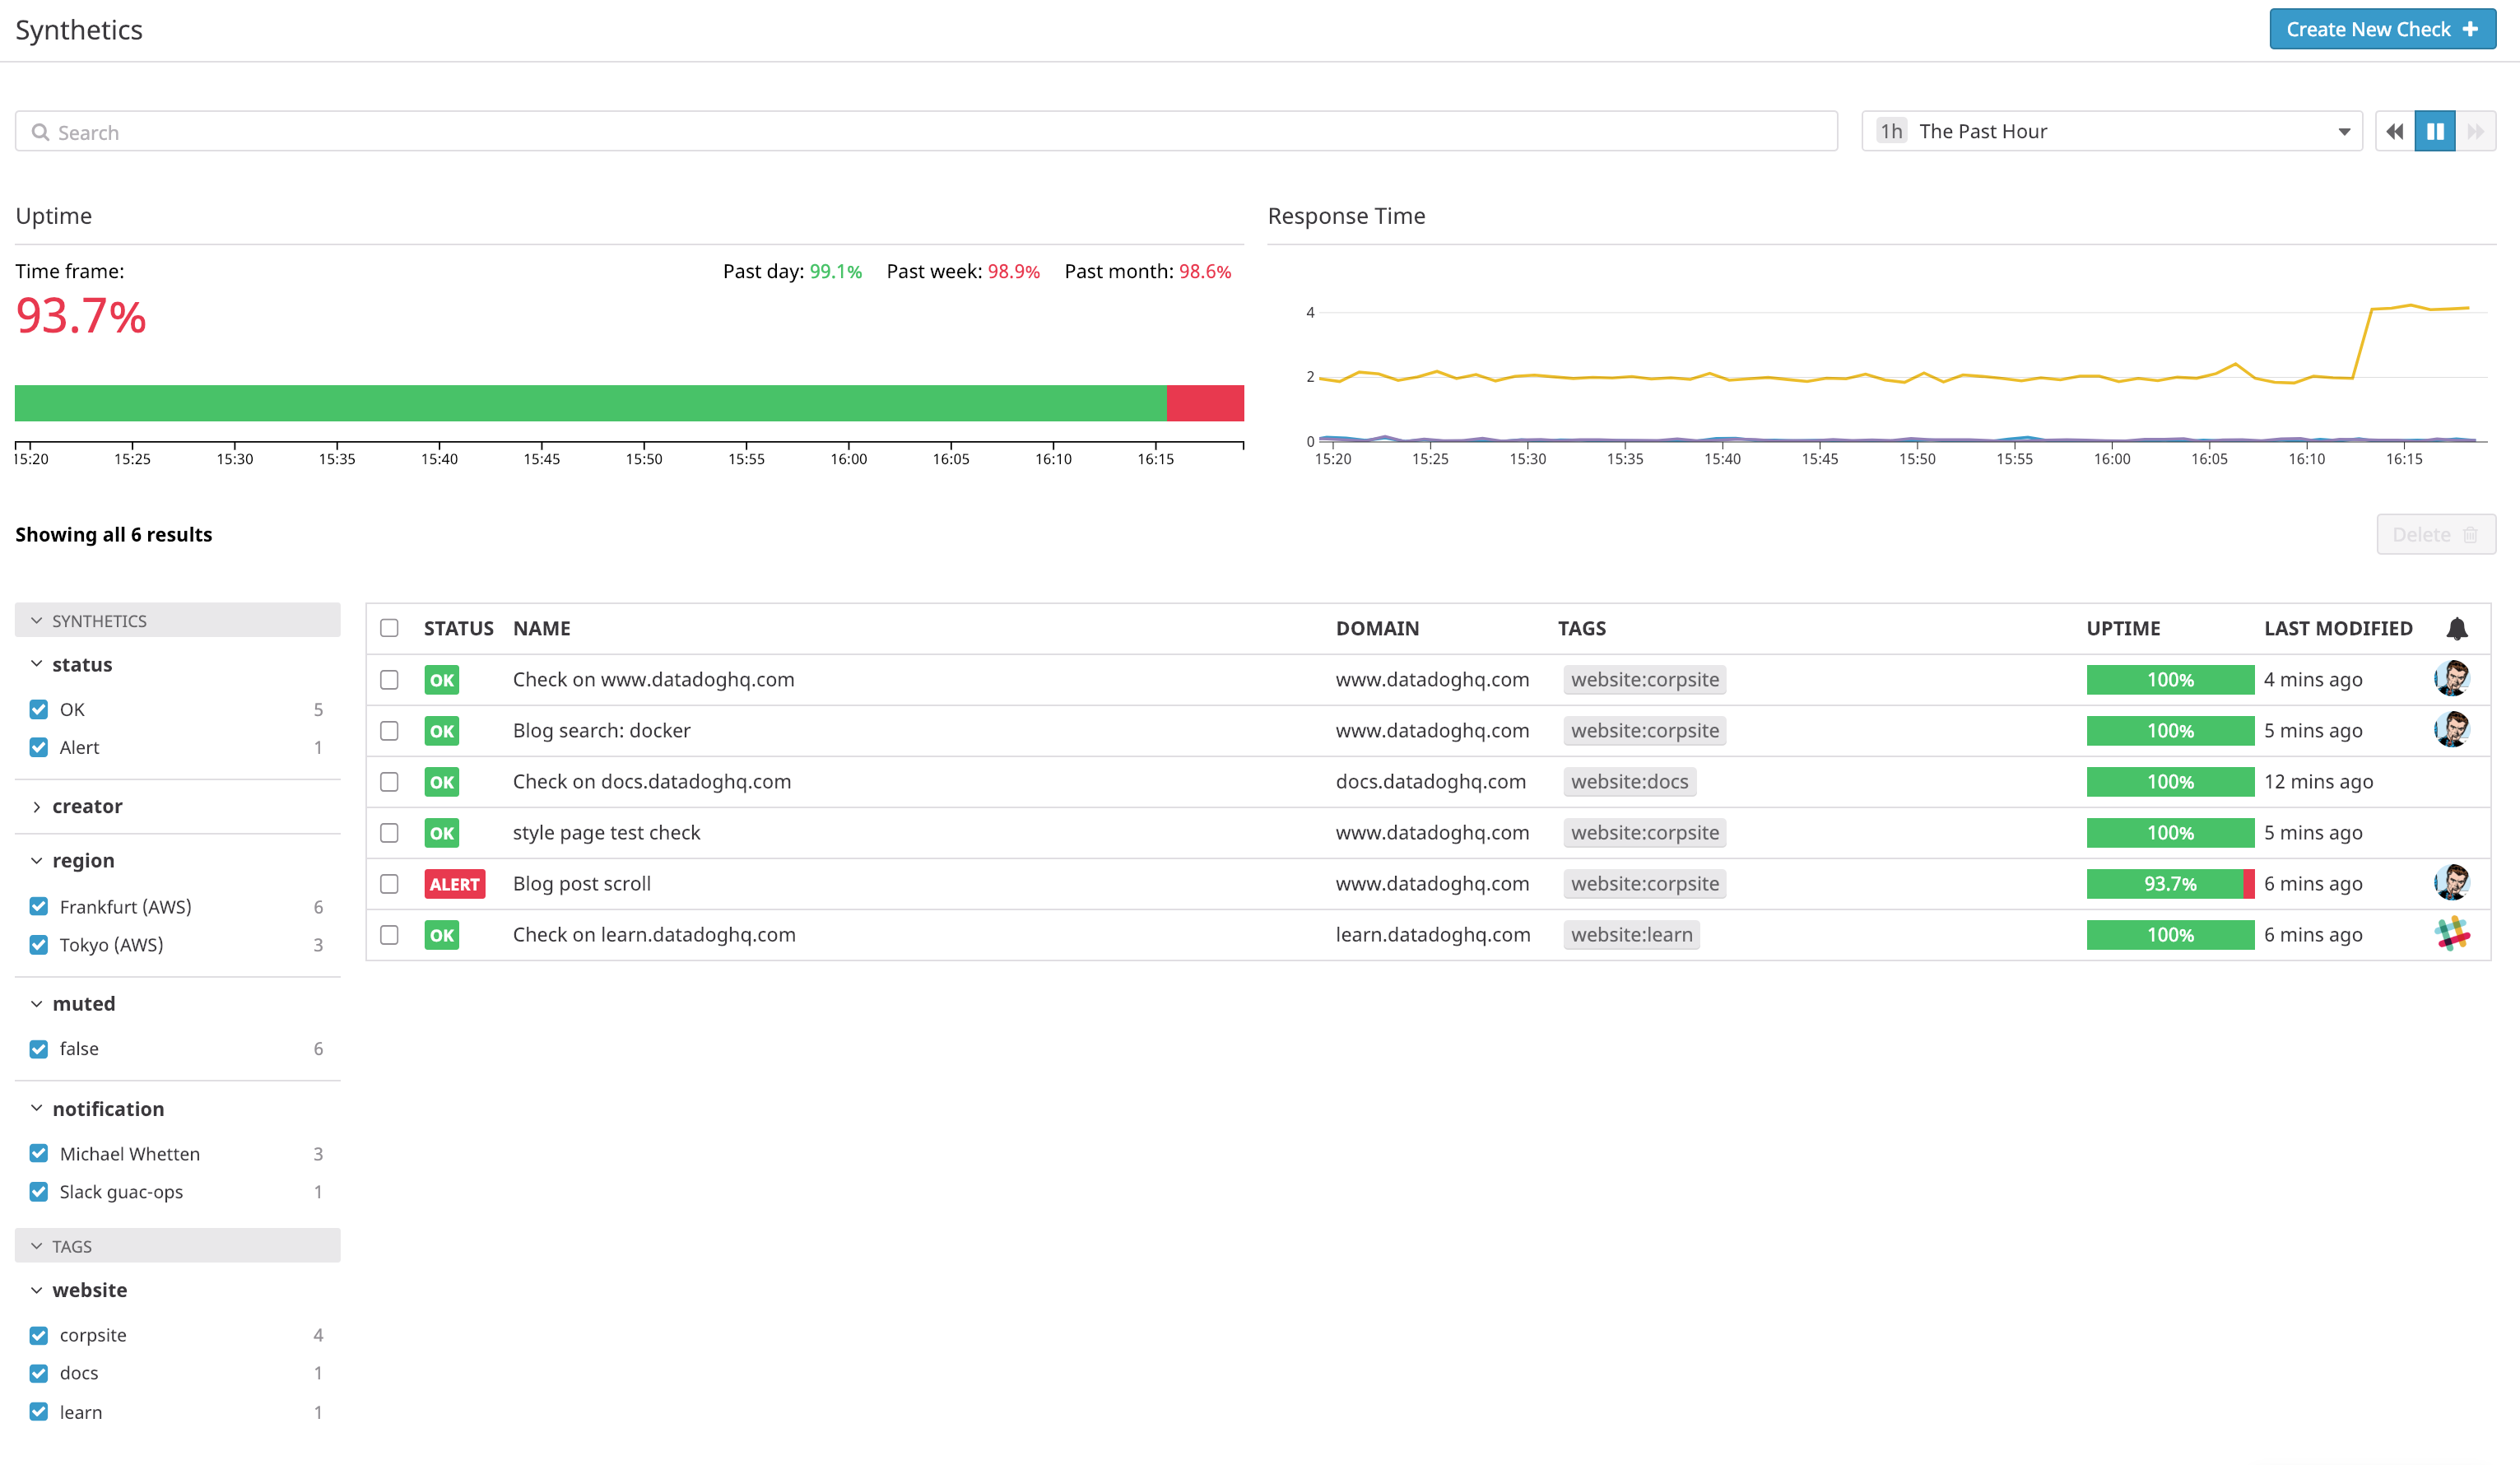 Synthetics
Create New Check
Search
1h The Past Hour
Uptime
Response Time
Time frame:
Past day: 99.1% Past week: 98.9% Past month: 98.6%
93.7%
15:20 15:25 15:30 15:35 15:40 15:45 15:50 15:55 16:00 16:05 16:10 16:15
4
2
0
15:20 15:25 15:30 15:35 15:40 15:45 15:50 15:55 16:00 16:05 16:10 16:15
Showing all 6 results
Delete
SYNTHETICS
status
OK 5
Alert 1
creator
region
Frankfurt (AWS) 6
Tokyo (AWS) 3
muted
false 6
notification
Michael Whetten 3
Slack guac-ops 1
TAGS
website
corpsite 4
docs 1
learn 1
STATUS NAME DOMAIN TAGS UPTIME LAST MODIFIED
OK Check on www.datadoghq.com www.datadoghq.com website:corpsite 100% 4 mins ago
OK Blog search: docker www.datadoghq.com website:corpsite 100% 5 mins ago
OK Check on docs.datadoghq.com docs.datadoghq.com website:docs 100% 12 mins ago
OK style page test check www.datadoghq.com website:corpsite 100% 5 mins ago
ALERT Blog post scroll www.datadoghq.com website:corpsite 93.7% 6 mins ago
OK Check on learn.datadoghq.com learn.datadoghq.com website:learn 100% 6 mins ago